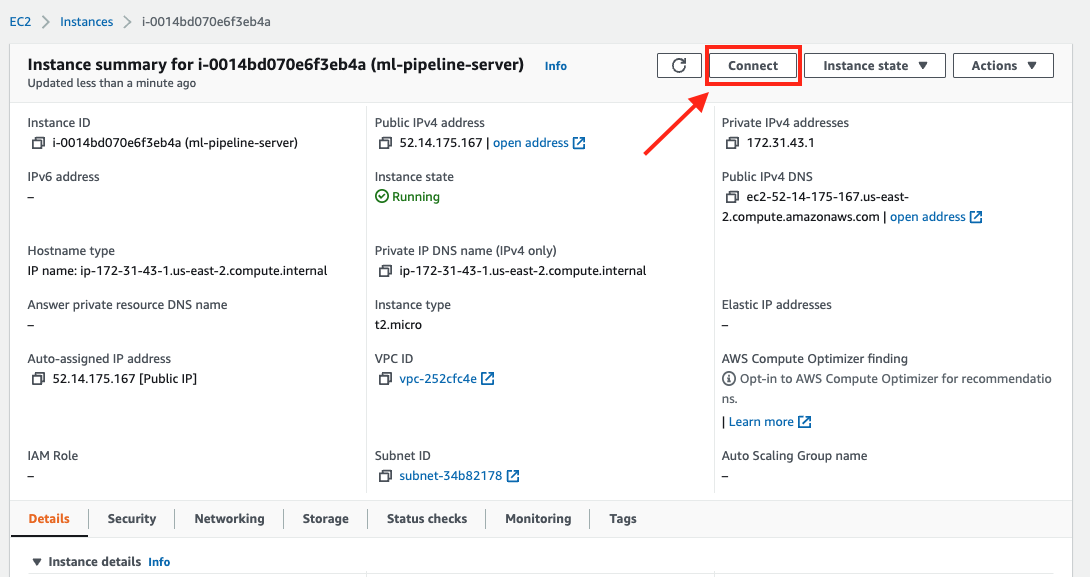 EC2 > Instances > i-0014bd070e6f3eb4a
Instance summary for i-0014bd070e6f3eb4a (ml-pipeline-server) Info
Updated less than a minute ago
Connect
Instance state ▼
Actions ▼
Instance ID
i-0014bd070e6f3eb4a (ml-pipeline-server)
Public IPv4 address
52.14.175.167 | open address
Private IPv4 addresses
172.31.43.1
IPv6 address
–
Instance state
Running
Public IPv4 DNS
ec2-52-14-175-167.us-east-
2.compute.amazonaws.com | open address
Hostname type
IP name: ip-172-31-43-1.us-east-2.compute.internal
Private IP DNS name (IPv4 only)
ip-172-31-43-1.us-east-2.compute.internal
Answer private resource DNS name
–
Instance type
t2.micro
Elastic IP addresses
–
Auto-assigned IP address
52.14.175.167 [Public IP]
VPC ID
vpc-252cfc4e
AWS Compute Optimizer finding
Opt-in to AWS Compute Optimizer for recommendatio
ns.
| Learn more
IAM Role
–
Subnet ID
subnet-34b82178
Auto Scaling Group name
–
Details
Security
Networking
Storage
Status checks
Monitoring
Tags
▼ Instance details Info